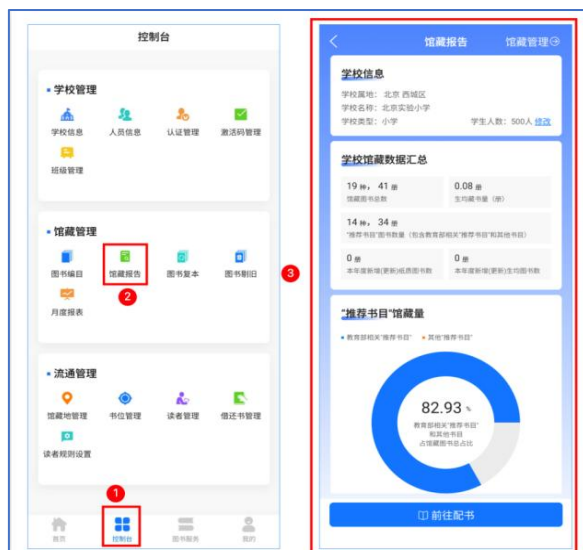 控制台
学校管理
学校信息 人员信息 认证管理 激活码管理
班级管理
馆藏管理
图书编目 馆藏报告 图书复本 图书剔旧
2
月度报表
流通管理
馆藏地管理 书位管理 读者管理 借还书管理
读者规则设置
1
首页 控制台 图书服务 我的
3
馆藏报告 馆藏管理
学校信息
学校属地： 北京 西城区
学校名称：北京实验小学
学校类型：小学 学生人数：500人 修改
学校馆藏数据汇总
19 种， 41 册 0.08 册
馆藏图书总数 生均藏书量（册）
14 种， 34 册
"推荐书目"图书数量（包含教育部相关"推荐书目"和其他书目）
0 册 0 册
本年度新增(更新)纸质图书数 本年度新增(更新)生均图书数
"推荐书目"馆藏量
教育部相关"推荐书目" 其他"推荐书目"
82.93 %
教育部相关"推荐书目"
和其他书目
占馆藏图书总占比
前往配书